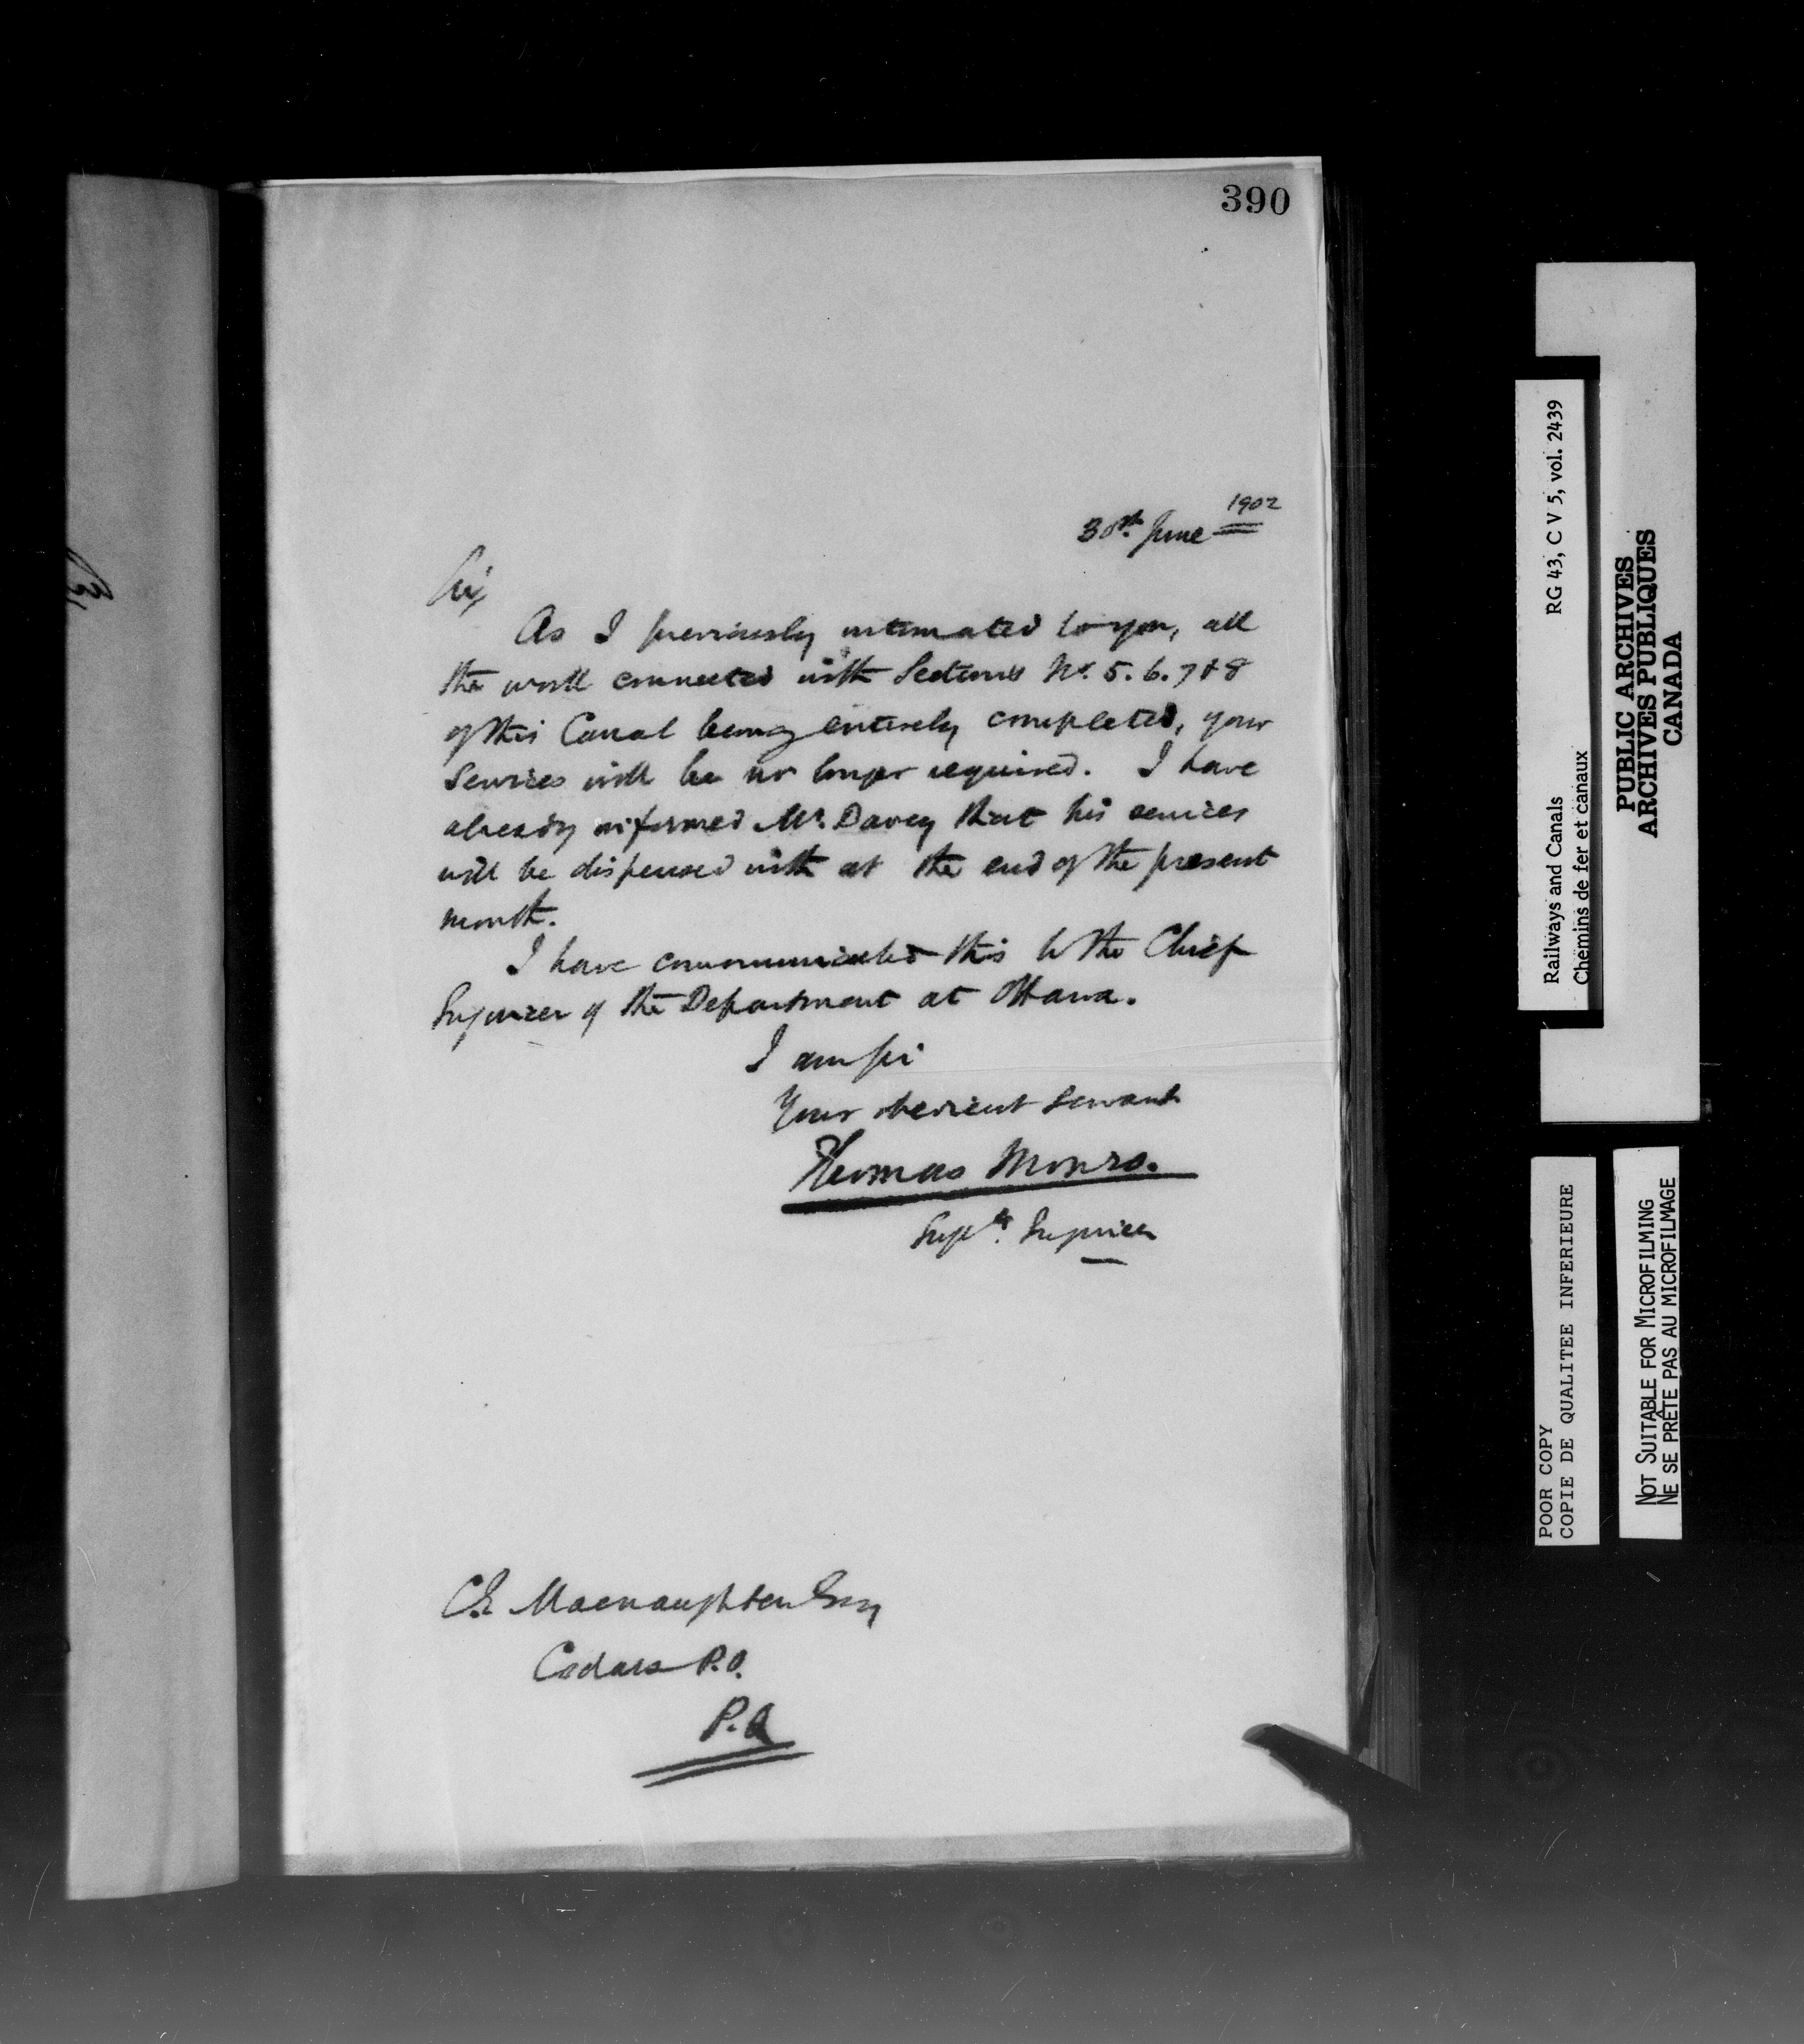 390
30th. June 1902
Sir,
As I previously intimated to you, all
the work connected with Sections No. 5. 6. 7 & 8
of this Canal being entirely completed, your
services will be no longer required. I have
already informed Mr. Davey that his services
will be dispensed with at the end of the present
month.
I have communicated this to the Chief
Engineer of the Department at Ottawa.
I am Sir
Your obedient servant
Thomas Monro.
Supt. Engineer
C.E Macnaughten Esq
Cedars P.O.
P.Q
Railways and Canals RG 43, C V 5, vol. 2439
Chemins de fer et canaux
PUBLIC ARCHIVES
ARCHIVES PUBLIQUES
CANADA
POOR COPY
COPIE DE QUALITEE INFERIEURE
NOT SUITABLE FOR MICROFILMING
NE SE PRÊTE PAS AU MICROFILMAGE